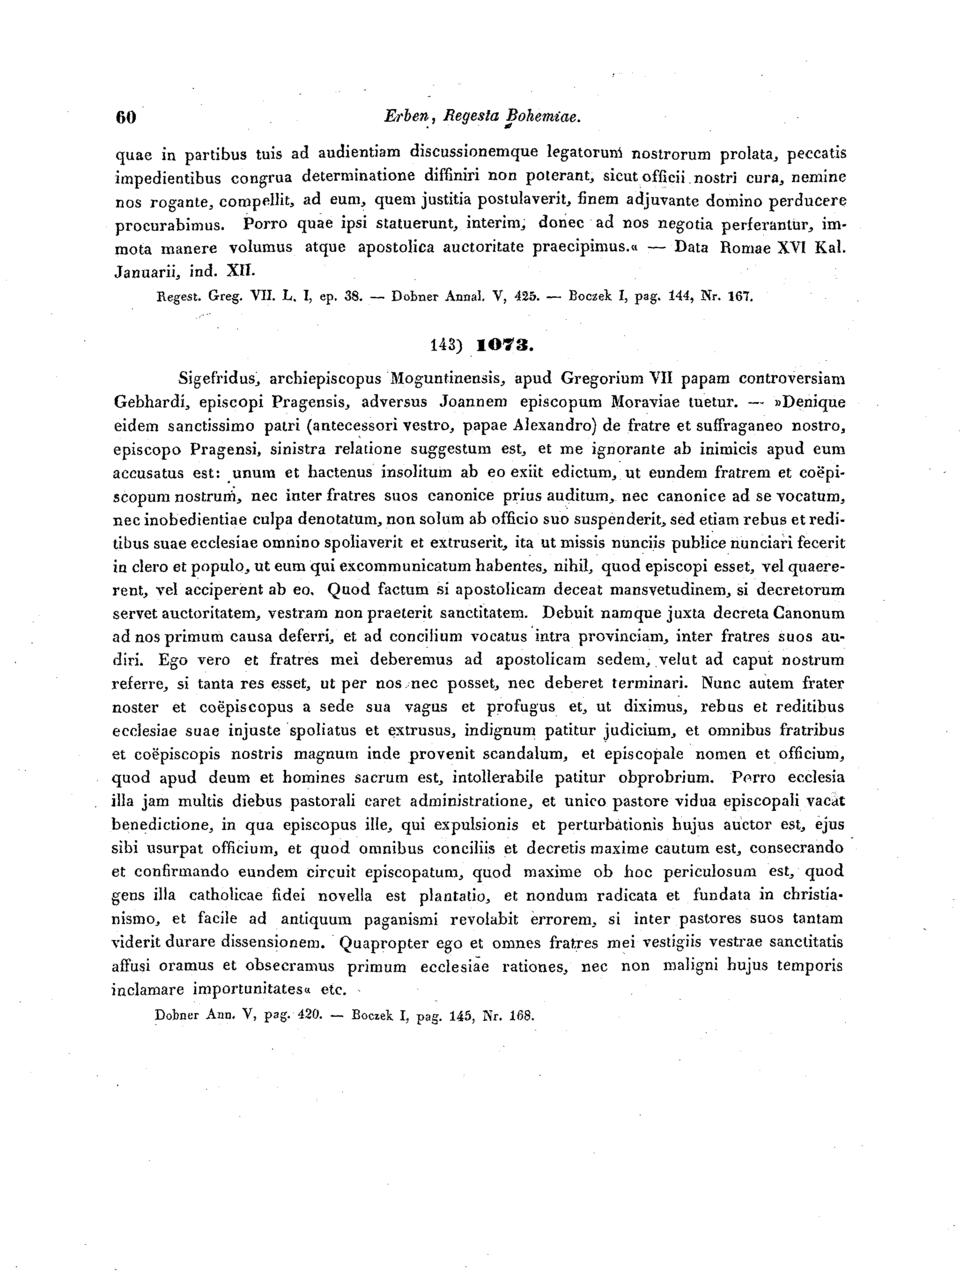 60 Erben, Regesta Bohemiae.
quae in partibus tuis ad audientiam discussionemque legatorum nostrorum prolata, peccatis
impedientibus congrua determinatione diffiniri non poterant, sicut officii nostri cura, nemine
nos rogante, compellit, ad eum, quem justitia postulaverit, finem adjuvante domino perducere
procurabimus. Porro quae ipsi statuerunt, interim, donec ad nos negotia perferantur, im-
mota manere volumus atque apostolica auctoritate praecipimus.« — Data Romae XVI Kal.
Januarii, ind. XII.
Regest. Greg. VII. L. I, ep. 38. — Dobner Annal. V, 425. — Boczek I, pag. 144, Nr. 167.
143) 1073.
Sigefridus, archiepiscopus Moguntinensis, apud Gregorium VII papam controversiam
Gebhardi, episcopi Pragensis, adversus Joannem episcopum Moraviae tuetur. — »Denique
eidem sanctissimo patri (antecessori vestro, papae Alexandro) de fratre et suffraganeo nostro,
episcopo Pragensi, sinistra relatione suggestum est, et me ignorante ab inimicis apud eum
accusatus est: unum et hactenus insolitum ab eo exiit edictum, ut eundem fratrem et coëpi-
scopum nostrum, nec inter fratres suos canonice prius auditum, nec canonice ad se vocatum,
nec inobedientiae culpa denotatum, non solum ab officio suo suspenderit, sed etiam rebus et redi-
tibus suae ecclesiae omnino spoliaverit et extruserit, ita ut missis nunciis publice nunciari fecerit
in clero et populo, ut eum qui excommunicatum habentes, nihil, quod episcopi esset, vel quaere-
rent, vel acciperent ab eo. Quod factum si apostolicam deceat mansvetudinem, si decretorum
servet auctoritatem, vestram non praeterit sanctitatem. Debuit namque juxta decreta Canonum
ad nos primum causa deferri, et ad concilium vocatus intra provinciam, inter fratres suos au-
diri. Ego vero et fratres mei deberemus ad apostolicam sedem, velut ad caput nostrum
referre, si tanta res esset, ut per nos nec posset, nec deberet terminari. Nunc autem frater
noster et coëpiscopus a sede sua vagus et profugus et, ut diximus, rebus et reditibus
ecclesiae suae injuste spoliatus et extrusus, indignum patitur judicium, et omnibus fratribus
et coëpiscopis nostris magnum inde provenit scandalum, et episcopale nomen et officium,
quod apud deum et homines sacrum est, intollerabile patitur obprobrium. Porro ecclesia
illa jam multis diebus pastorali caret administratione, et unico pastore vidua episcopali vacat
benedictione, in qua episcopus ille, qui expulsionis et perturbationis hujus auctor est, ejus
sibi usurpat officium, et quod omnibus conciliis et decretis maxime cautum est, consecrando
et confirmando eundem circuit episcopatum, quod maxime ob hoc periculosum est, quod
gens illa catholicae fidei novella est plantatio, et nondum radicata et fundata in christia-
nismo, et facile ad antiquum paganismi revolabit errorem, si inter pastores suos tantam
viderit durare dissensionem. Quapropter ego et omnes fratres mei vestigiis vestrae sanctitatis
affusi oramus et obsecramus primum ecclesiae rationes, nec non maligni hujus temporis
inclamare importunitates« etc.
Dobner Ann. V, pag. 420. — Boczek I, pag. 145, Nr. 168.